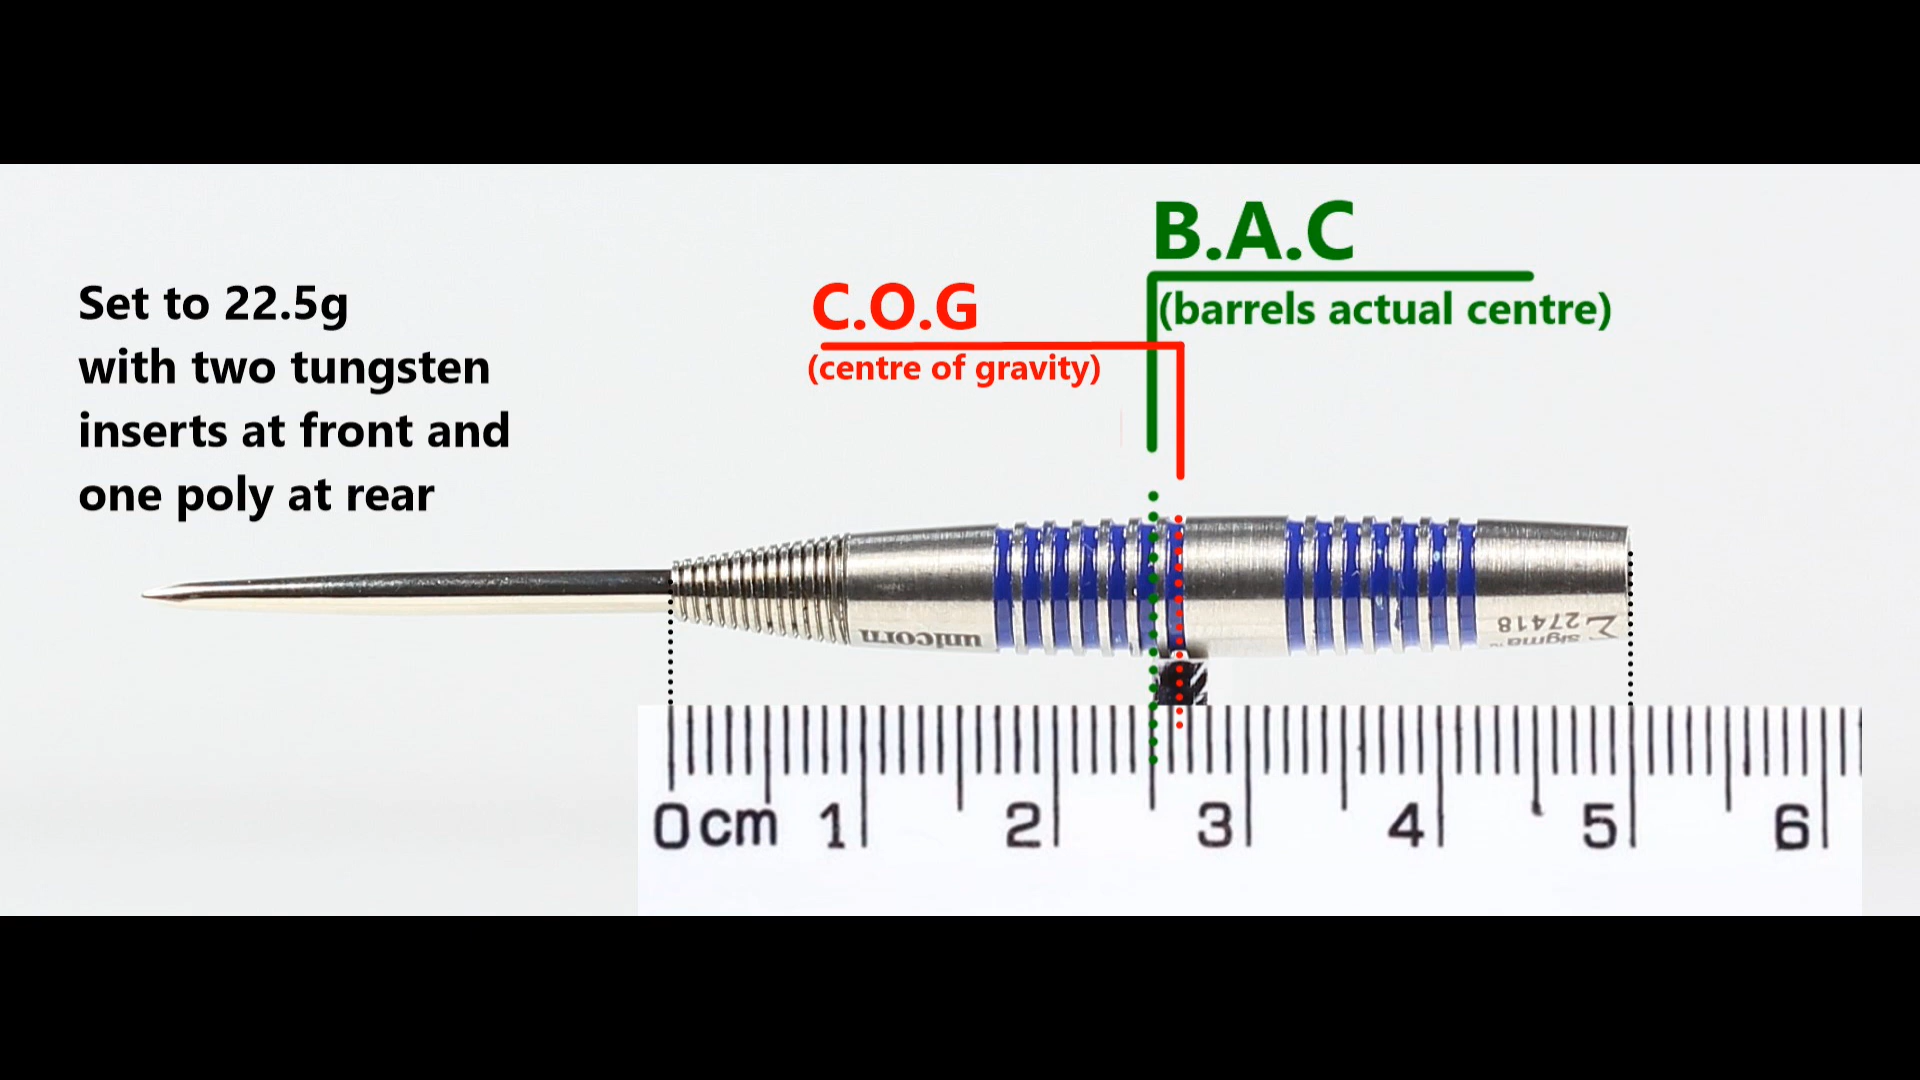 B.A.C
(barrels actual centre)
C.O.G
(centre of gravity)
Set to 22.5g
with two tungsten
inserts at front and
one poly at rear
unicorn
sigma
27418
0cm 1 2 3 4 5 6